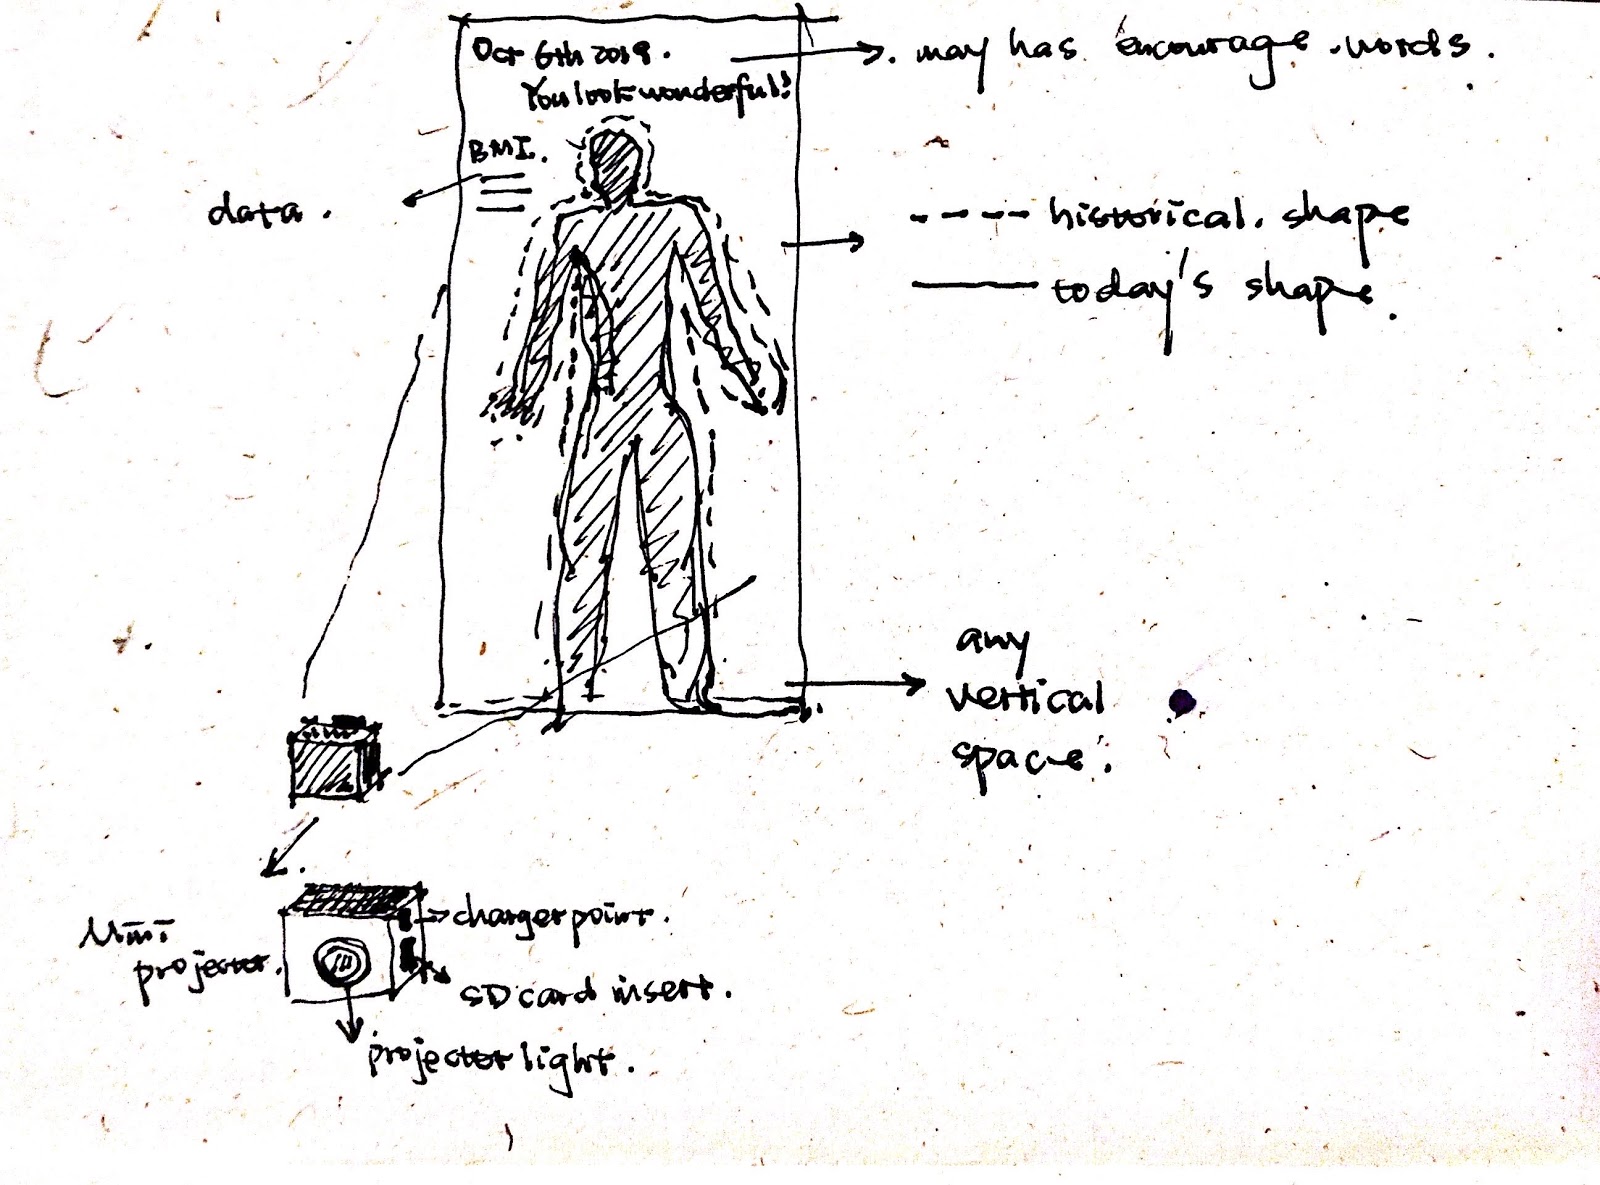 Oct 6th 2019.
You look wonderful!
may has encourage words.
BMI.
data.
historical shape
today's shape.
any
vertical
space.
Mini
projector.
charger point.
SD card insert.
projector light.